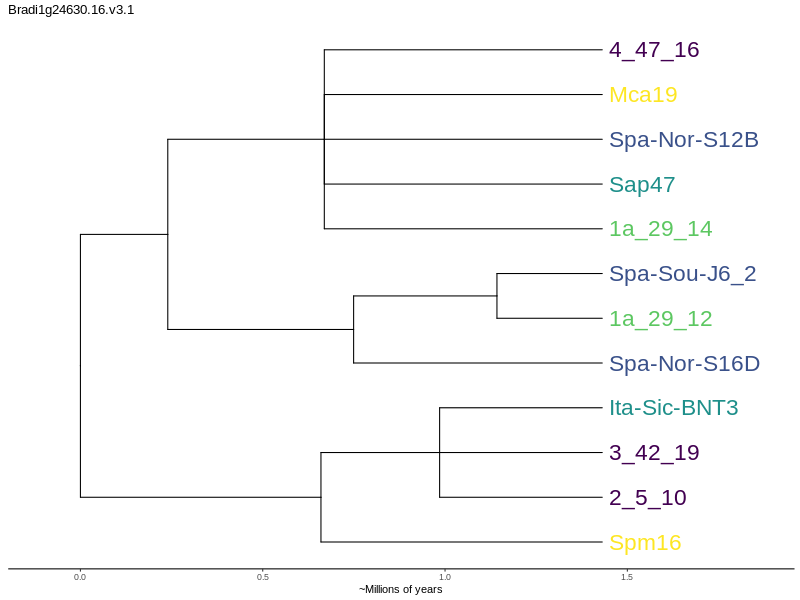 Bradi1g24630.16.v3.1
4_47_16
Mca19
Spa-Nor-S12B
Sap47
1a_29_14
Spa-Sou-J6_2
1a_29_12
Spa-Nor-S16D
Ita-Sic-BNT3
3_42_19
2_5_10
Spm16
0.0 0.5 1.0 1.5
~Millions of years